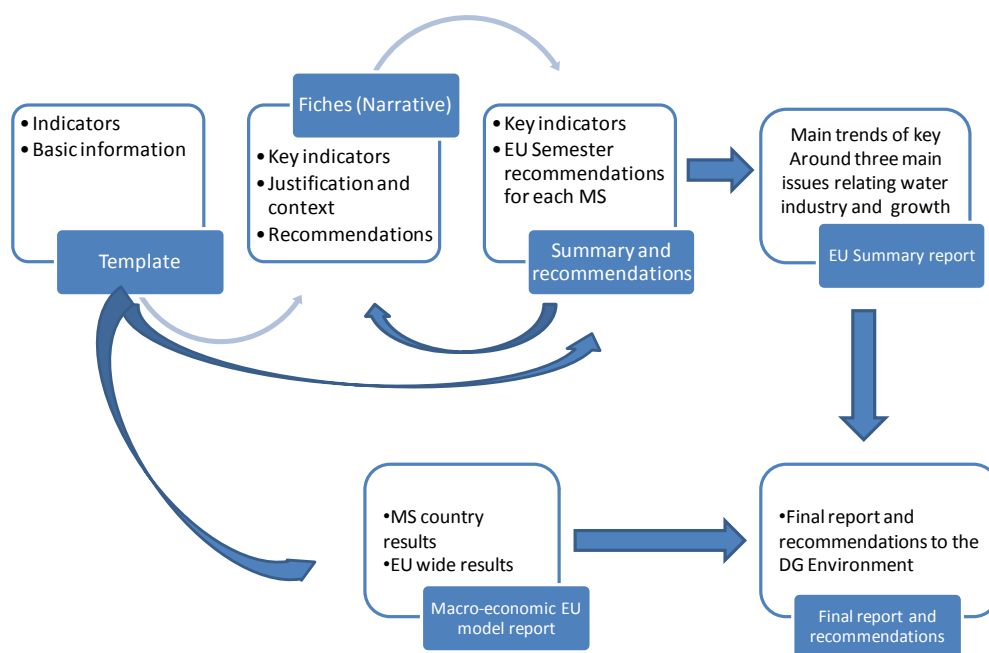 • Indicators
• Basic information
Template
Fiches (Narrative)
• Key indicators
• Justification and
context
• Recommendations
• Key indicators
• EU Semester
recommendations
for each MS
Summary and
recommendations
Main trends of key
Around three main
issues relating water
industry and growth
EU Summary report
•MS country
results
•EU wide results
Macro-economic EU
model report
•Final report and
recommendations to the
DG Environment
Final report and
recommendations